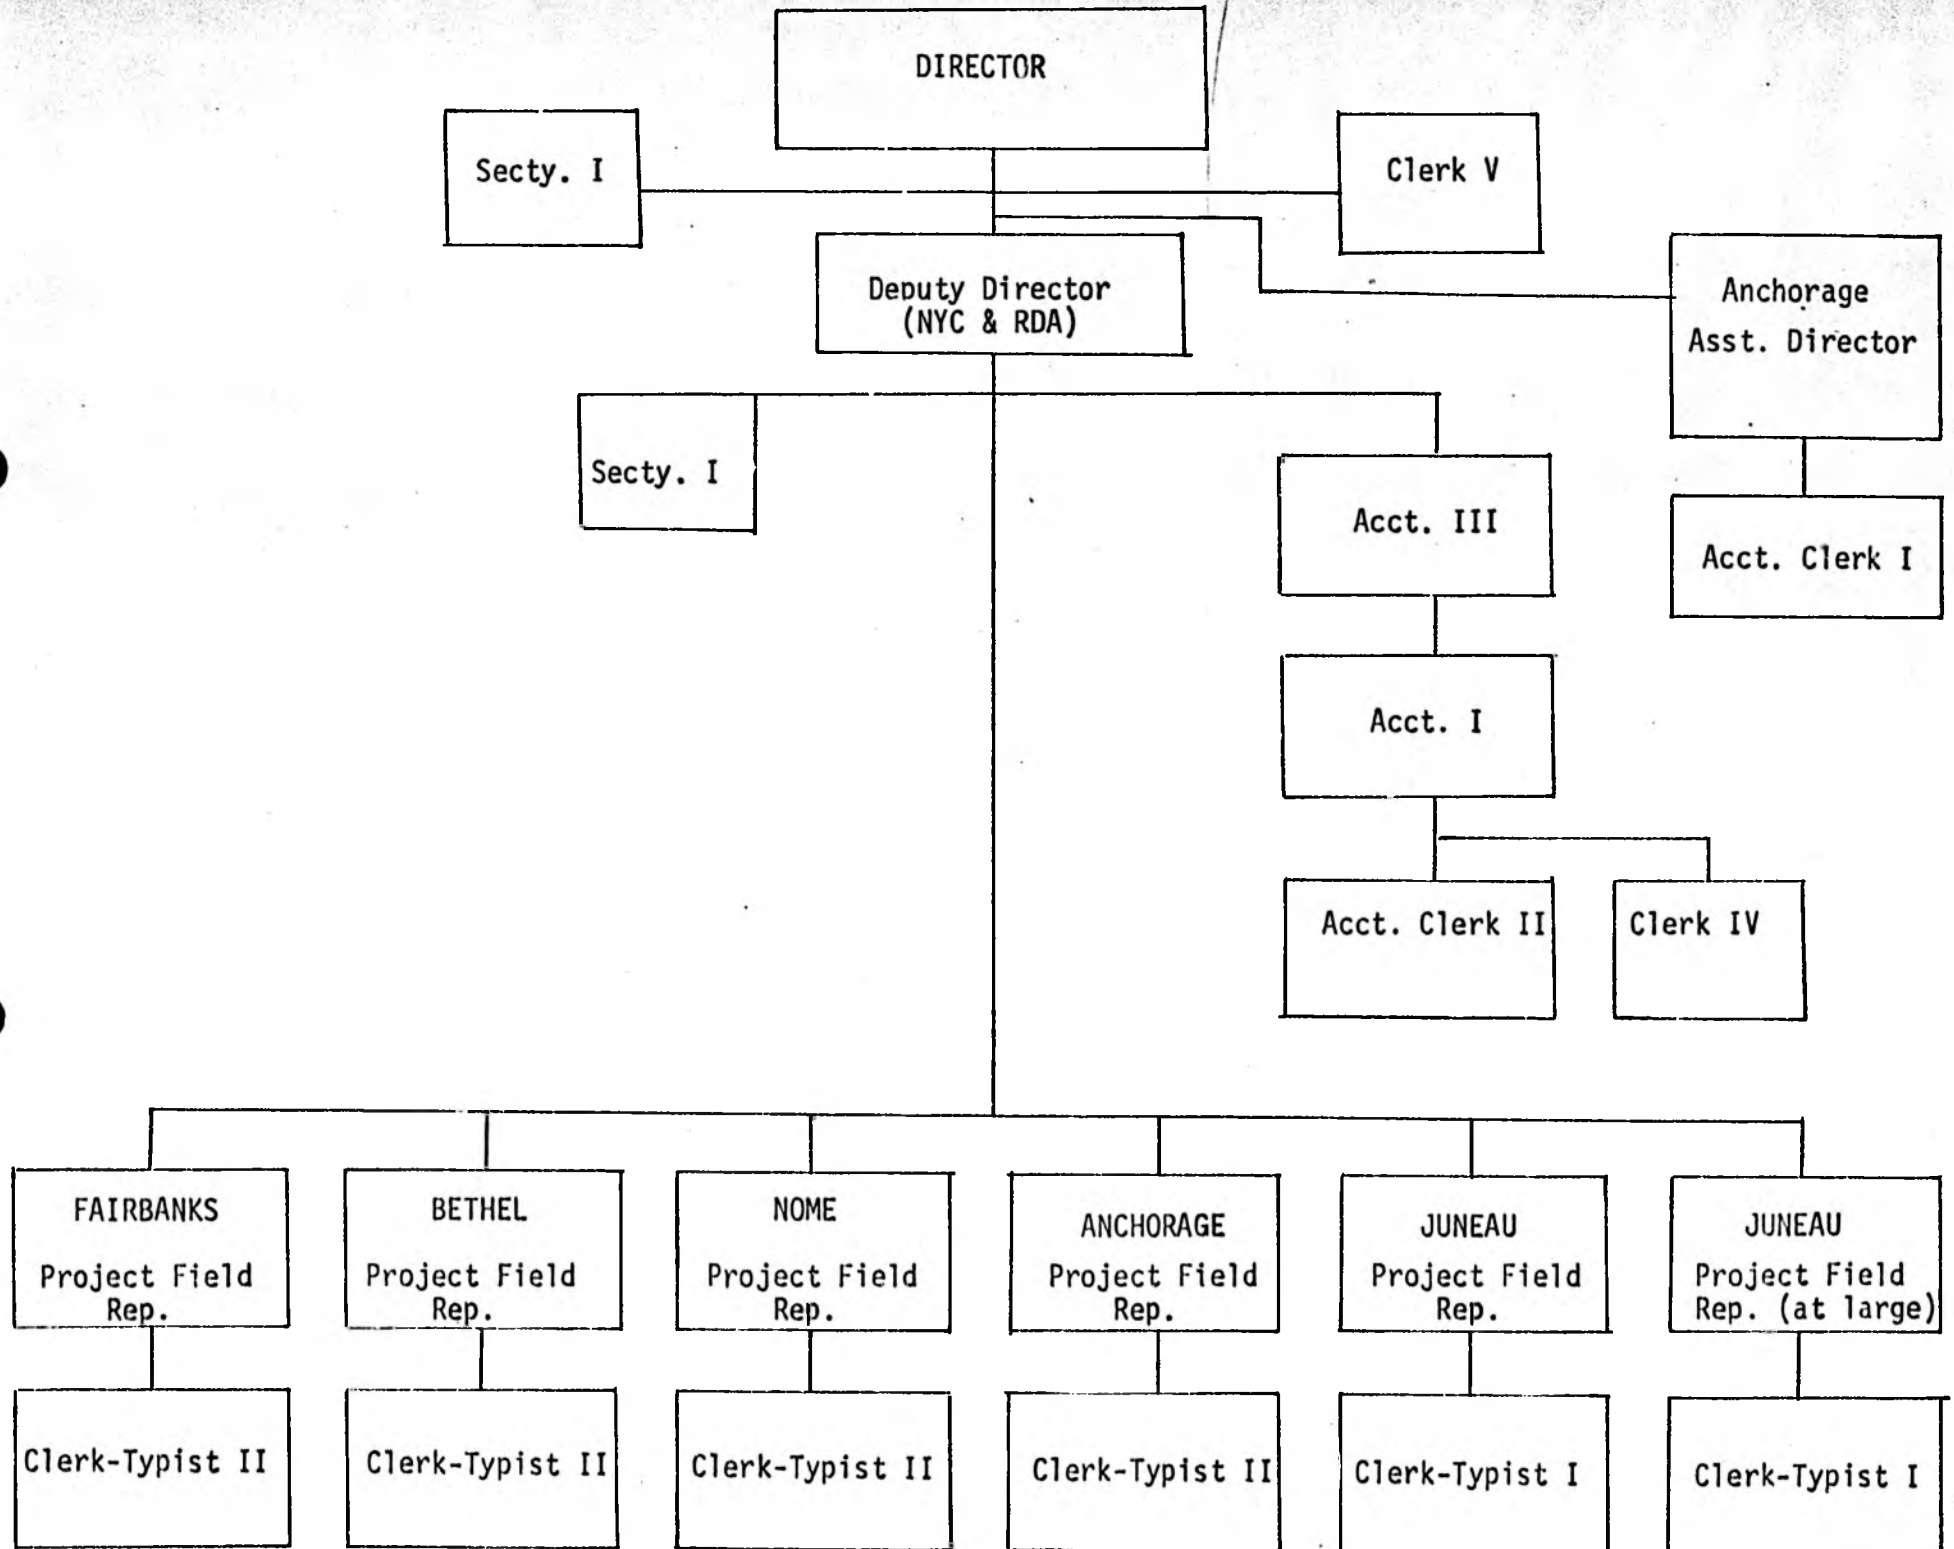 DIRECTOR
Secty. I
Clerk V
Deputy Director
(NYC & RDA)
Anchorage
Asst. Director
Secty. I
Acct. III
Acct. Clerk I
Acct. I
Acct. Clerk II
Clerk IV
FAIRBANKS
Project Field
Rep.
BETHEL
Project Field
Rep.
NOME
Project Field
Rep.
ANCHORAGE
Project Field
Rep.
JUNEAU
Project Field
Rep.
JUNEAU
Project Field
Rep. (at large)
Clerk-Typist II
Clerk-Typist II
Clerk-Typist II
Clerk-Typist II
Clerk-Typist I
Clerk-Typist I